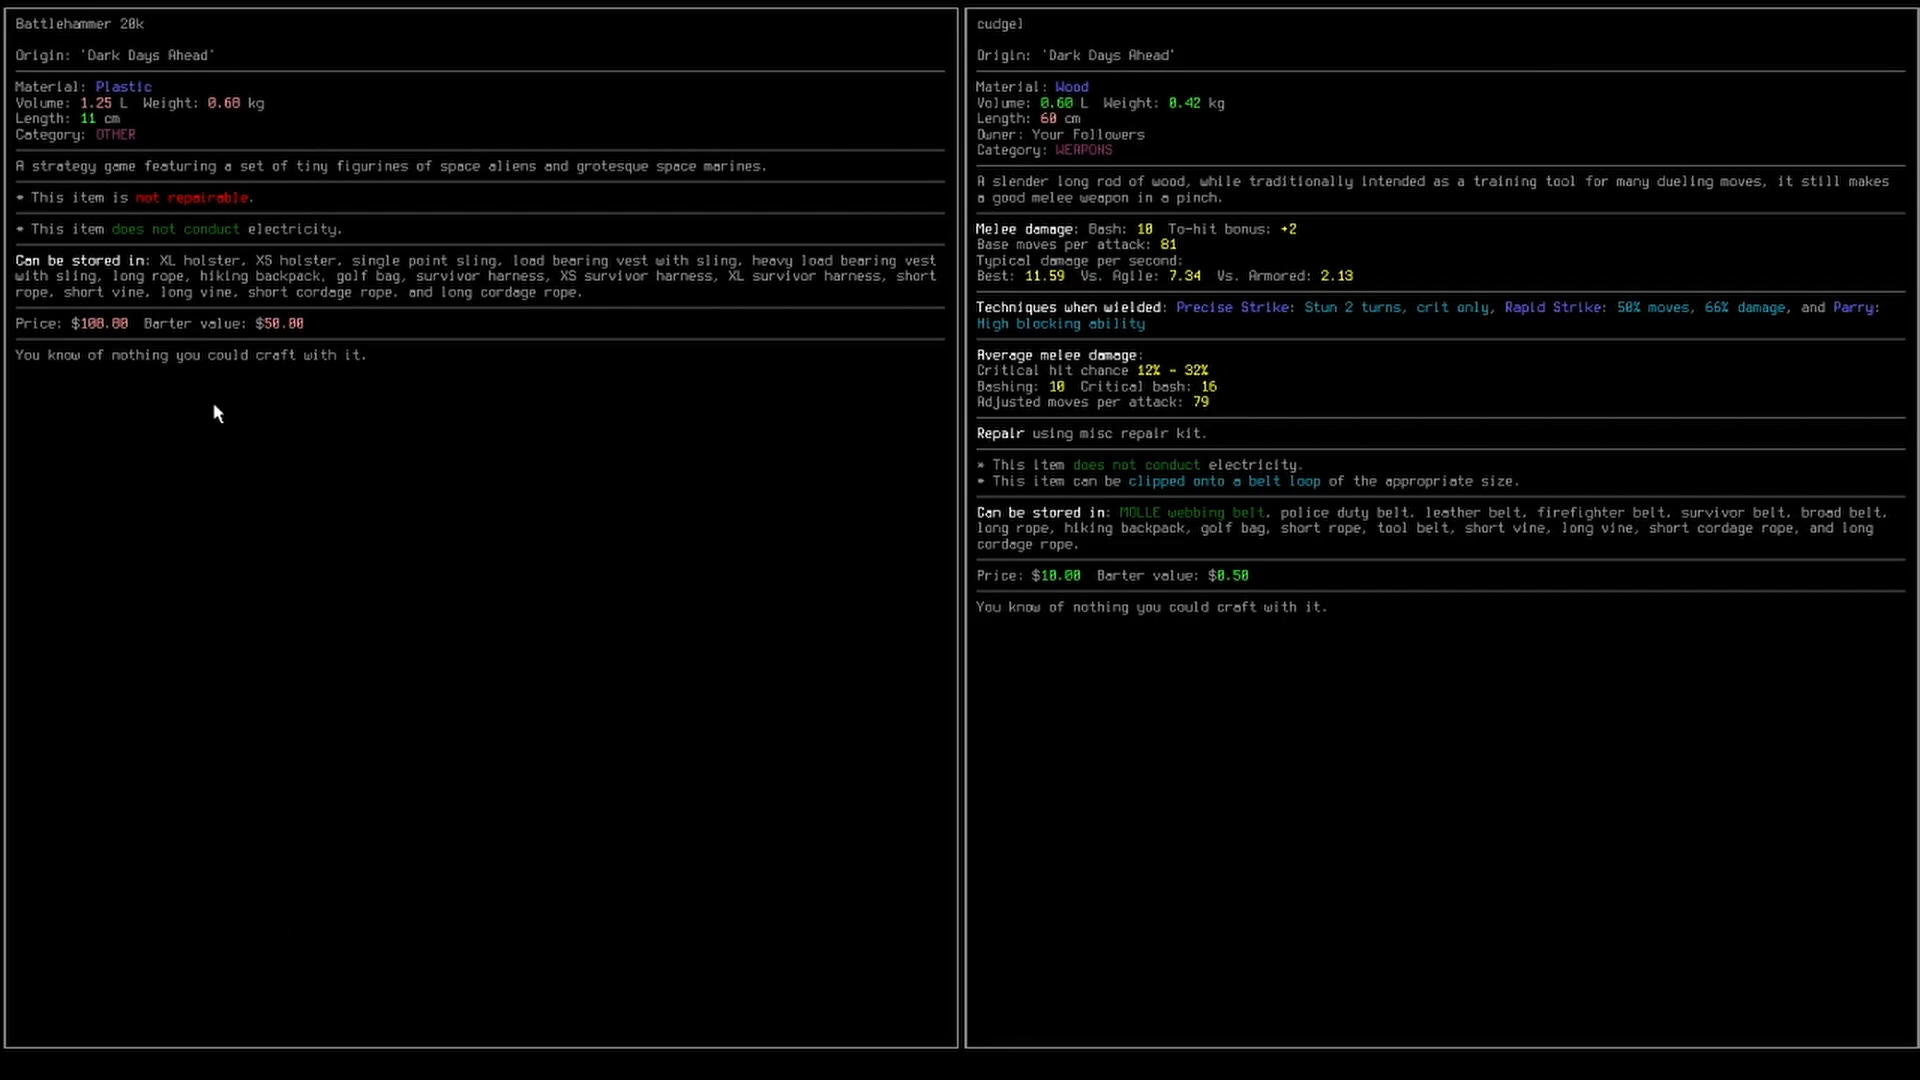 Battlehammer 20k
Origin: 'Dark Days Ahead'
Material: Plastic
Volume: 1.25 L  Weight: 0.68 kg
Length: 11 cm
Category: OTHER
A strategy game featuring a set of tiny figurines of space aliens and grotesque space marines.
* This item is not repairable.
* This item does not conduct electricity.
Can be stored in: XL holster, XS holster, single point sling, load bearing vest with sling, heavy load bearing vest
with sling, long rope, hiking backpack, golf bag, survivor harness, XS survivor harness, XL survivor harness, short
rope, short vine, long vine, short cordage rope, and long cordage rope.
Price: $100.00  Barter value: $50.00
You know of nothing you could craft with it.
cudgel
Origin: 'Dark Days Ahead'
Material: Wood
Volume: 0.60 L  Weight: 0.42 kg
Length: 60 cm
Owner: Your Followers
Category: WEAPONS
A slender long rod of wood, while traditionally intended as a training tool for many dueling moves, it still makes
a good melee weapon in a pinch.
Melee damage: Bash: 10  To-hit bonus: +2
Base moves per attack: 81
Typical damage per second:
Best: 11.59  Vs. Agile: 7.34  Vs. Armored: 2.13
Techniques when wielded: Precise Strike: Stun 2 turns, crit only, Rapid Strike: 50% moves, 66% damage, and Parry:
High blocking ability
Average melee damage:
Critical hit chance 12% - 32%
Bashing: 10  Critical bash: 16
Adjusted moves per attack: 79
Repair using misc repair kit.
* This item does not conduct electricity.
* This item can be clipped onto a belt loop of the appropriate size.
Can be stored in: MOLLE webbing belt, police duty belt, leather belt, firefighter belt, survivor belt, broad belt,
long rope, hiking backpack, golf bag, short rope, tool belt, short vine, long vine, short cordage rope, and long
cordage rope.
Price: $10.00  Barter value: $0.50
You know of nothing you could craft with it.